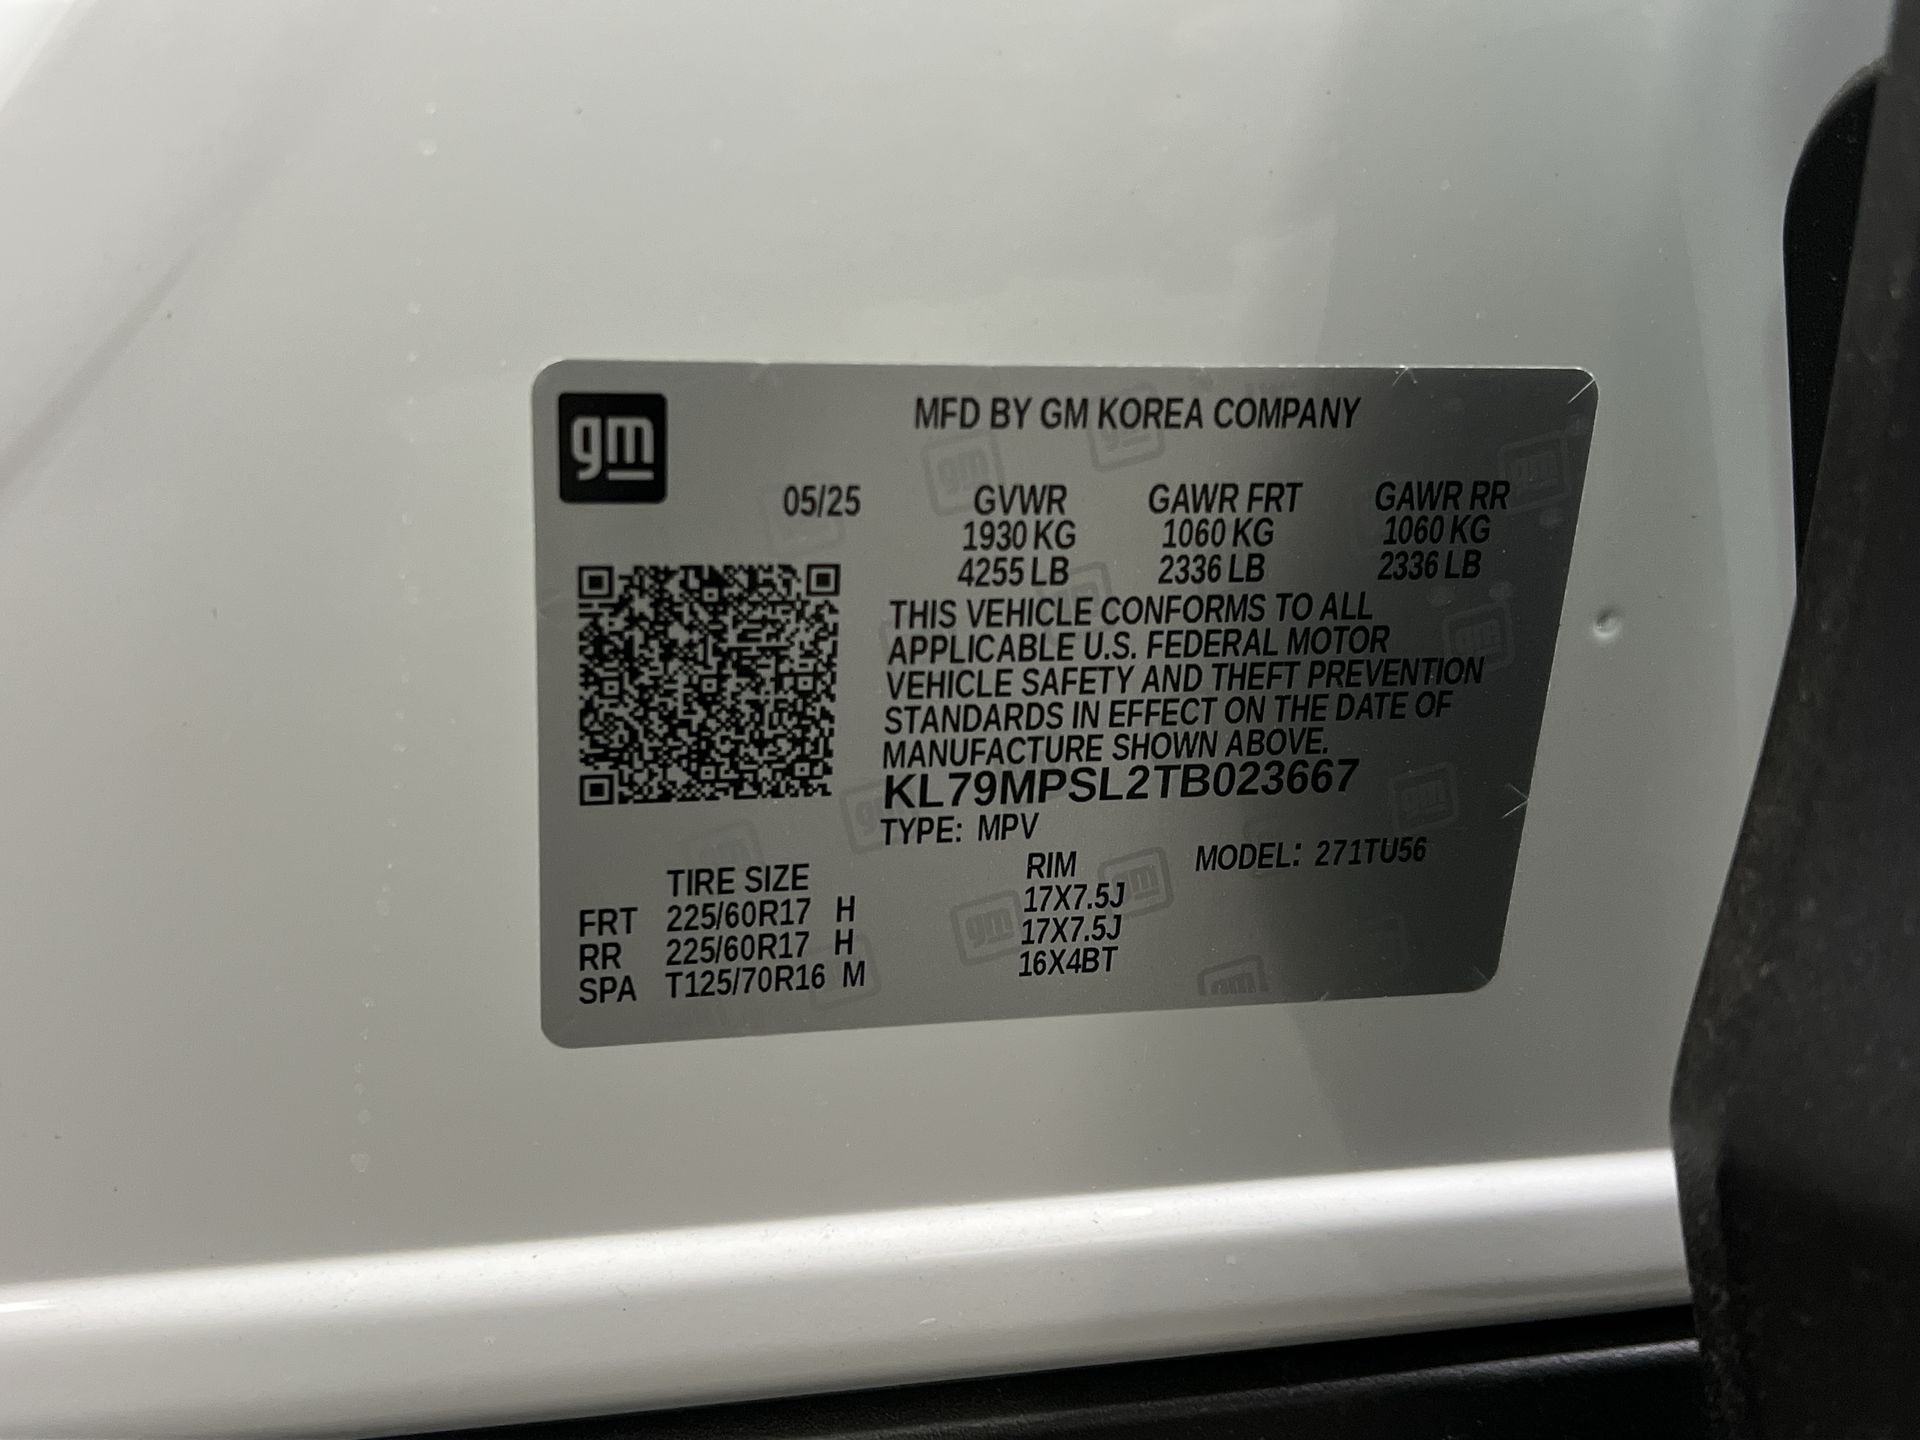 gm
MFD BY GM KOREA COMPANY
05/25 GVWR GAWR FRT GAWR RR
1930 KG 1060 KG 1060 KG
4255 LB 2336 LB 2336 LB
THIS VEHICLE CONFORMS TO ALL
APPLICABLE U.S. FEDERAL MOTOR
VEHICLE SAFETY AND THEFT PREVENTION
STANDARDS IN EFFECT ON THE DATE OF
MANUFACTURE SHOWN ABOVE.
KL79MPSL2TB023667
TYPE: MPV
MODEL: 271TU56
TIRE SIZE RIM
FRT 225/60R17 H 17X7.5J
RR 225/60R17 H 17X7.5J
SPA T125/70R16 M 16X4BT